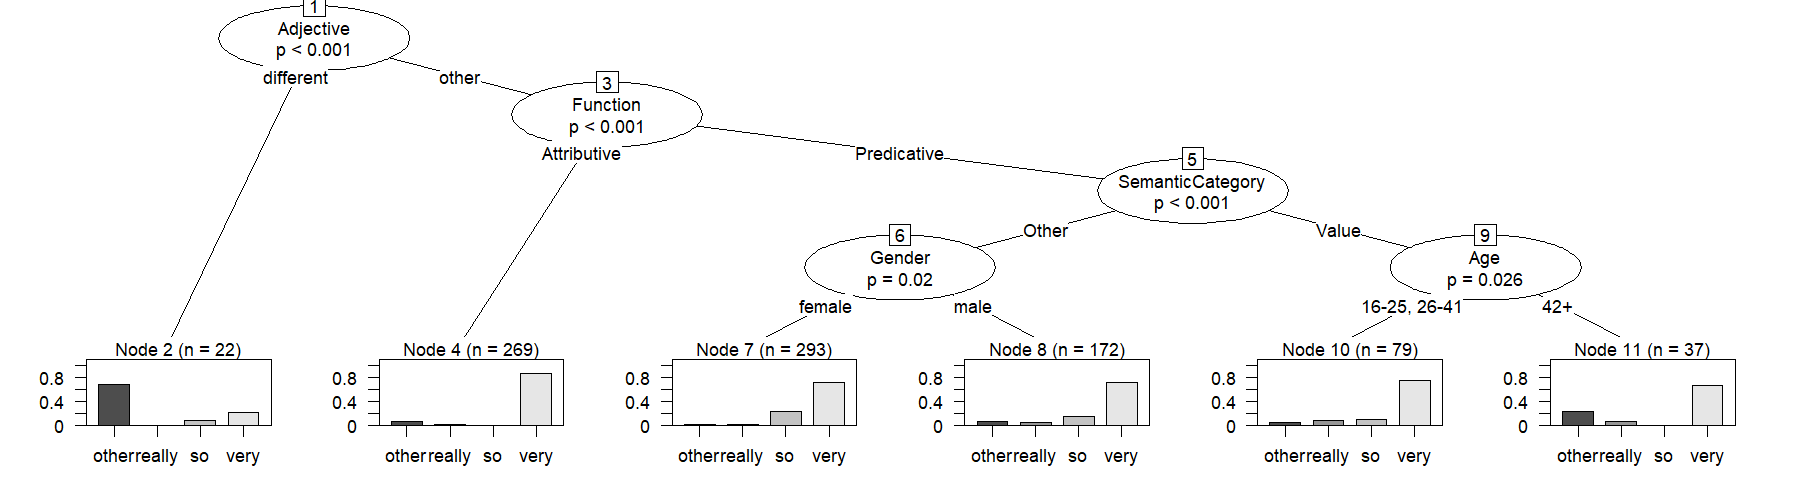 1
Adjective
p < 0.001
different
other
3
Function
p < 0.001
Attributive
Predicative
5
SemanticCategory
p < 0.001
Other
Value
6
Gender
p = 0.02
female
male
9
Age
p = 0.026
16-25, 26-41
42+
Node 2 (n = 22)
0.8
0.4
0
otherreally so very
Node 4 (n = 269)
0.8
0.4
0
otherreally so very
Node 7 (n = 293)
0.8
0.4
0
otherreally so very
Node 8 (n = 172)
0.8
0.4
0
otherreally so very
Node 10 (n = 79)
0.8
0.4
0
otherreally so very
Node 11 (n = 37)
0.8
0.4
0
otherreally so very